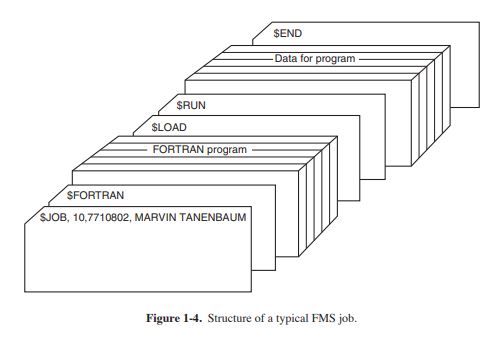 $END
Data for program
$RUN
$LOAD
FORTRAN program
$FORTRAN
$JOB, 10,7710802, MARVIN TANENBAUM
Figure 1-4. Structure of a typical FMS job.